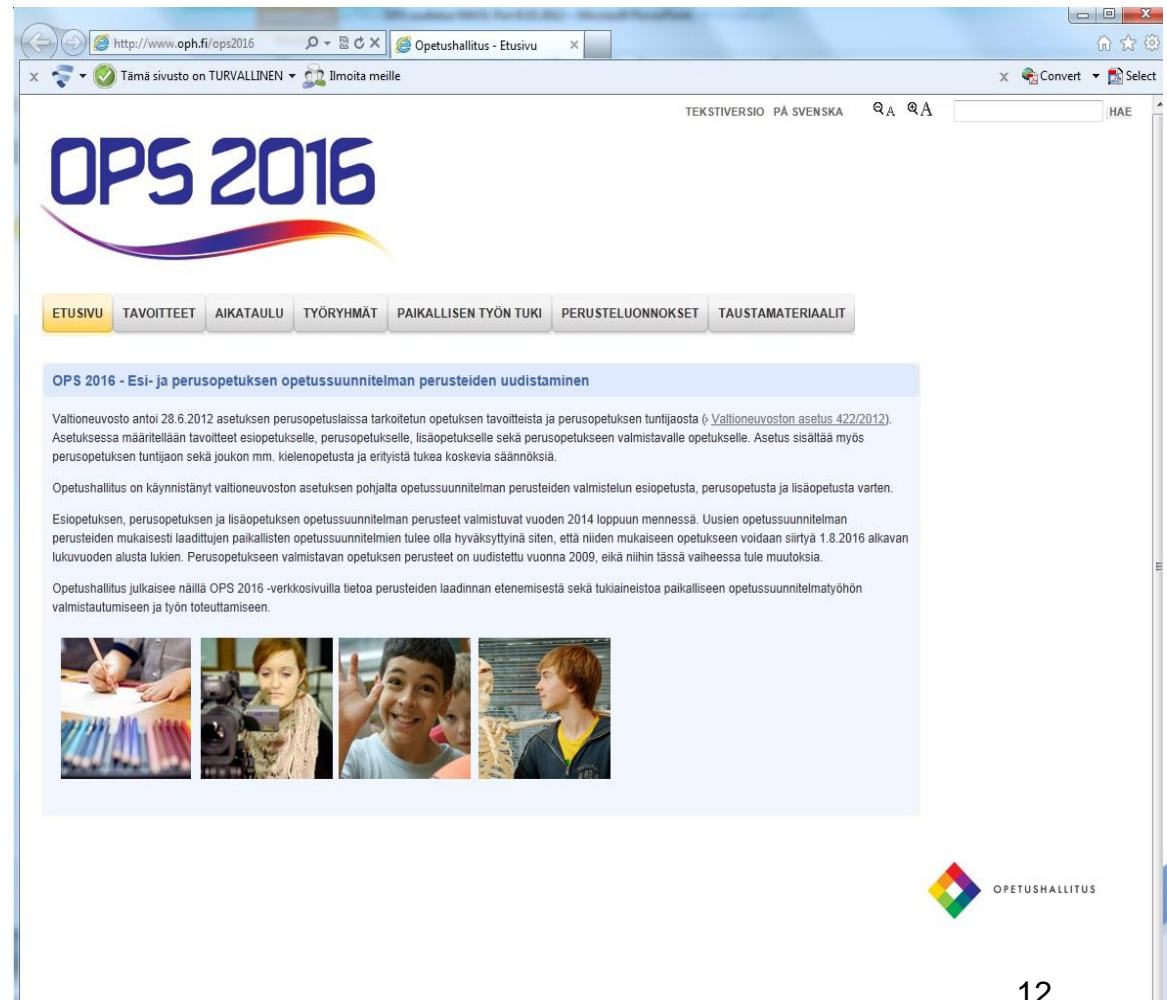 http://www.oph.fi/ops2016
Opetushallitus - Etusivu
Tämä sivusto on TURVALLINEN
Ilmoita meille
Convert
Select
TEKSTIVERSIO PÅ SVENSKA
A A
HAE
OPS 2016
ETUSIVU TAVOITTEET AIKATAULU TYÖRYHMÄT PAIKALLISEN TYÖN TUKI PERUSTELUONNOKSET TAUSTAMATERIAALIT
OPS 2016 - Esi- ja perusopetuksen opetussuunnitelman perusteiden uudistaminen
Valtioneuvosto antoi 28.6.2012 asetuksen perusopetuslaissa tarkoitetun opetuksen tavoitteista ja perusopetuksen tuntijaosta (› Valtioneuvoston asetus 422/2012).
Asetuksessa määritellään tavoitteet esiopetukselle, perusopetukselle, lisäopetukselle sekä perusopetukseen valmistavalle opetukselle. Asetus sisältää myös
perusopetuksen tuntijaon sekä joukon mm. kielenopetusta ja erityistä tukea koskevia säännöksiä.
Opetushallitus on käynnistänyt valtioneuvoston asetuksen pohjalta opetussuunnitelman perusteiden valmistelun esiopetusta, perusopetusta ja lisäopetusta varten.
Esiopetuksen, perusopetuksen ja lisäopetuksen opetussuunnitelman perusteet valmistuvat vuoden 2014 loppuun mennessä. Uusien opetussuunnitelman
perusteiden mukaisesti laadittujen paikallisten opetussuunnitelmien tulee olla hyväksyttyinä siten, että niiden mukaiseen opetukseen voidaan siirtyä 1.8.2016 alkavan
lukuvuoden alusta lukien. Perusopetukseen valmistavan opetuksen perusteet on uudistettu vuonna 2009, eikä niihin tässä vaiheessa tule muutoksia.
Opetushallitus julkaisee näillä OPS 2016 -verkkosivuilla tietoa perusteiden laadinnan etenemisestä sekä tukiaineistoa paikalliseen opetussuunnitelmatyöhön
valmistautumiseen ja työn toteuttamiseen.
OPETUSHALLITUS
12